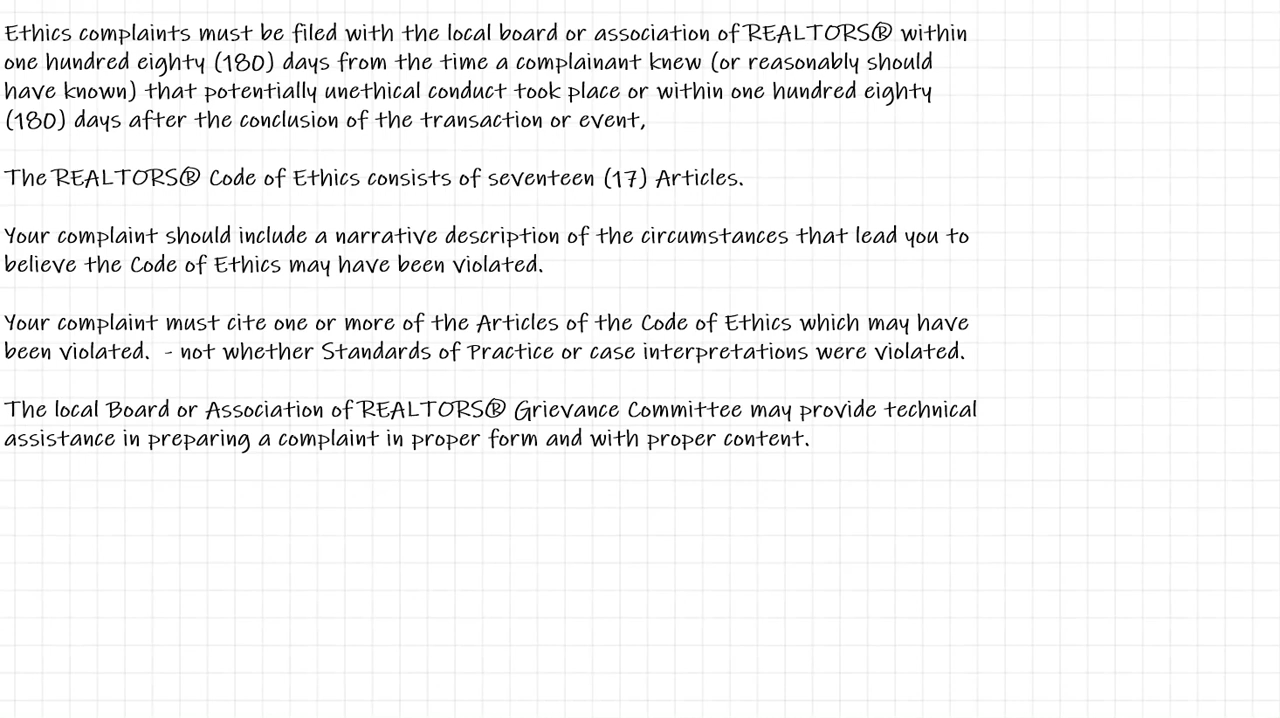 Ethics complaints must be filed with the local board or association of REALTORS® within
one hundred eighty (180) days from the time a complainant knew (or reasonably should
have known) that potentially unethical conduct took place or within one hundred eighty
(180) days after the conclusion of the transaction or event,
The REALTORS® Code of Ethics consists of seventeen (17) Articles.
Your complaint should include a narrative description of the circumstances that lead you to
believe the Code of Ethics may have been violated.
Your complaint must cite one or more of the Articles of the Code of Ethics which may have
been violated. - not whether Standards of Practice or case interpretations were violated.
The local Board or Association of REALTORS® Grievance Committee may provide technical
assistance in preparing a complaint in proper form and with proper content.